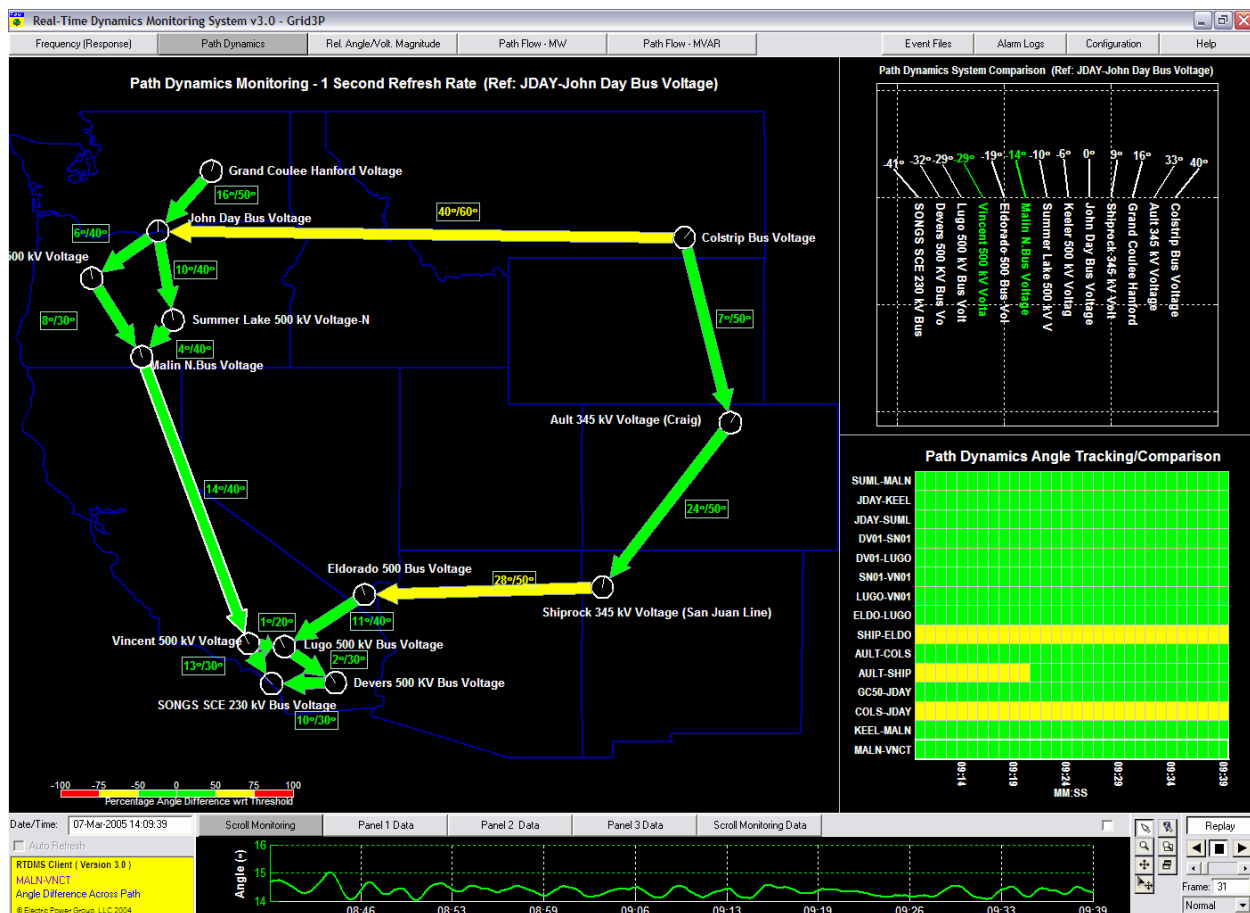 Real-Time Dynamics Monitoring System v3.0 - Grid3P
Frequency (Response) Path Dynamics Rel. Angle/Volt. Magnitude Path Flow - MW Path Flow - MVAR Event Files Alarm Logs Configuration Help
Path Dynamics Monitoring - 1 Second Refresh Rate (Ref: JDAY-John Day Bus Voltage)
Grand Coulee Hanford Voltage
16º/50º
John Day Bus Voltage
40º/60º
6º/40º
Colstrip Bus Voltage
500 kV Voltage
10º/40º
8º/30º
Summer Lake 500 kV Voltage-N
7º/50º
4º/40º
Malin N.Bus Voltage
Ault 345 kV Voltage (Craig)
14º/40º
24º/50º
Eldorado 500 Bus Voltage
28º/50º
Shiprock 345 kV Voltage (San Juan Line)
11º/40º
1º/20º
Vincent 500 kV Voltage
Lugo 500 kV Bus Voltage
2º/30º
13º/30º
Devers 500 KV Bus Voltage
SONGS SCE 230 kV Bus Voltage
10º/30º
-100 -75 -50 0 50 75 100
Percentage Angle Difference wrt Threshold
Path Dynamics System Comparison (Ref: JDAY-John Day Bus Voltage)
-41º -32º -29º -29º -19º -14º -10º -6º 0º 9º 16º 33º 40º
SONGS SCE 230 kV Bus
Devers 500 KV Bus Vo
Lugo 500 kV Bus Volt
Vincent 500 kV Volta
Eldorado 500 Bus Vol
Malin N.Bus Voltage
Summer Lake 500 kV V
Keeler 500 kV Voltag
John Day Bus Voltage
Shiprock 345 kV Volt
Grand Coulee Hanford
Ault 345 kV Voltage
Colstrip Bus Voltage
Path Dynamics Angle Tracking/Comparison
SUML-MALN
JDAY-KEEL
JDAY-SUML
DV01-SN01
DV01-LUGO
SN01-VN01
LUGO-VN01
ELDO-LUGO
SHIP-ELDO
AULT-COLS
AULT-SHIP
GC50-JDAY
COLS-JDAY
KEEL-MALN
MALN-VNCT
09:14 09:19 09:24 09:29 09:34 09:39
MM:SS
Date/Time: 07-Mar-2005 14:09:39
Auto Refresh
RTDMS Client ( Version 3.0 )
MALN-VNCT
Angle Difference Across Path
© Electric Power Group, LLC 2004
Scroll Monitoring Panel 1 Data Panel 2 Data Panel 3 Data Scroll Monitoring Data
Angle (º)
16
15
14
08:46 08:53 08:59 09:06 09:13 09:19 09:26 09:33 09:39
Replay
Frame: 31
Normal